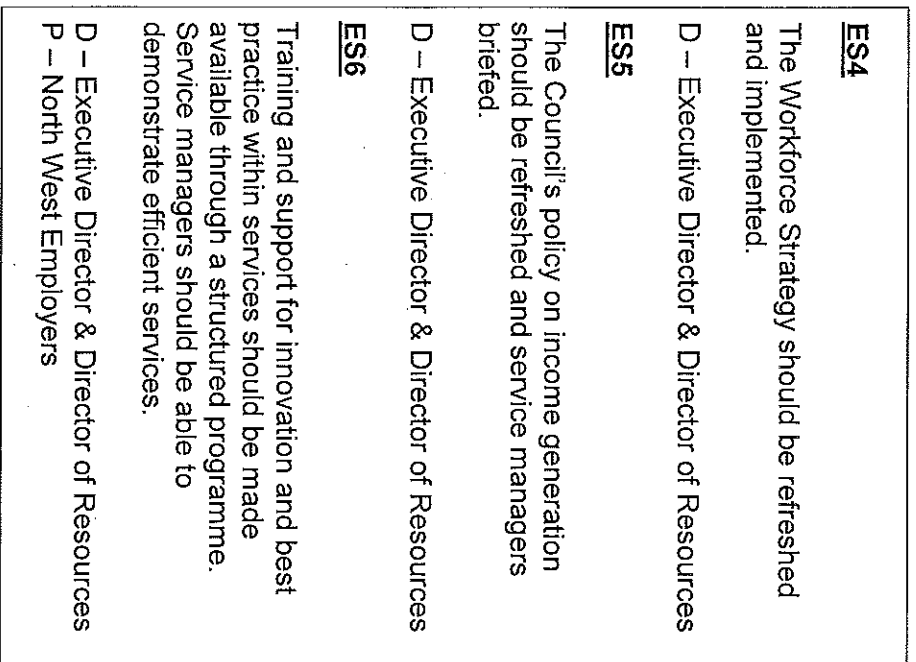 ES4
The Workforce Strategy should be refreshed
and implemented.
D – Executive Director & Director of Resources
ES5
The Council's policy on income generation
should be refreshed and service managers
briefed.
D – Executive Director & Director of Resources
ES6
Training and support for innovation and best
practice within services should be made
available through a structured programme.
Service managers should be able to
demonstrate efficient services.
D – Executive Director & Director of Resources
P – North West Employers